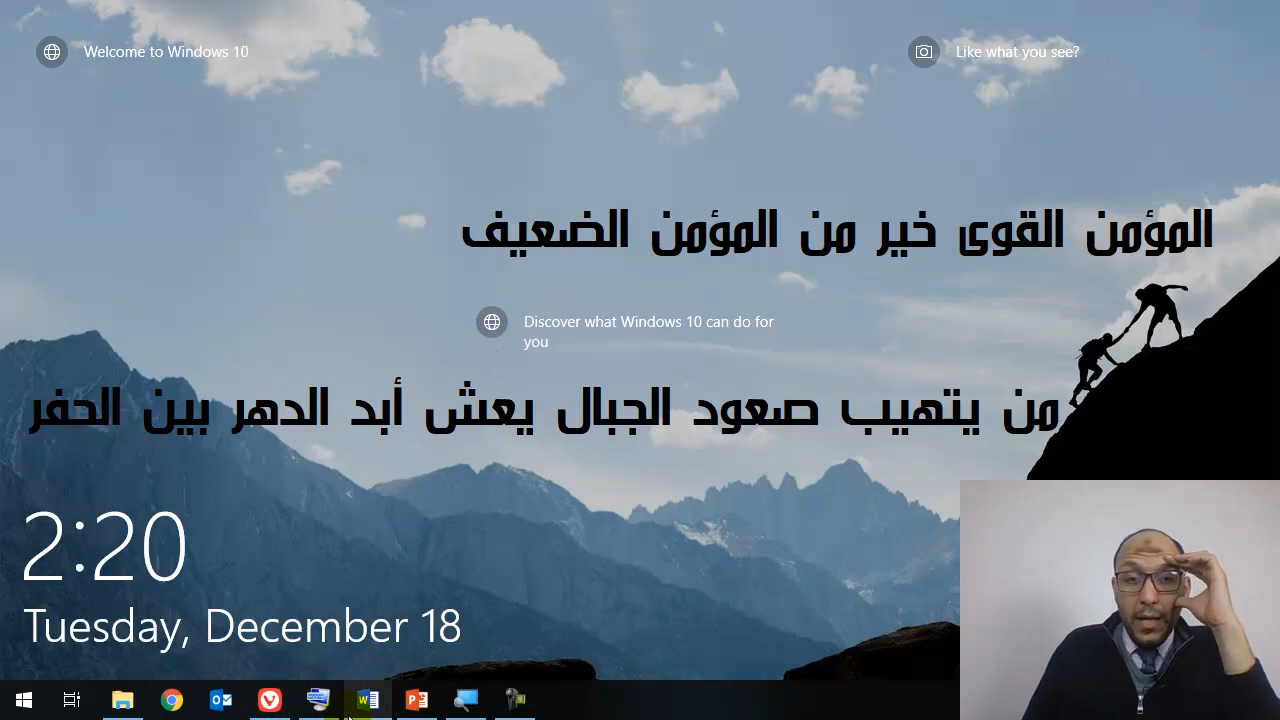 Welcome to Windows 10
Like what you see?
المؤمن القوى خير من المؤمن الضعيف
Discover what Windows 10 can do for
you
من يتهيب صعود الجبال يعش أبد الدهر بين الحفر
2:20
Tuesday, December 18